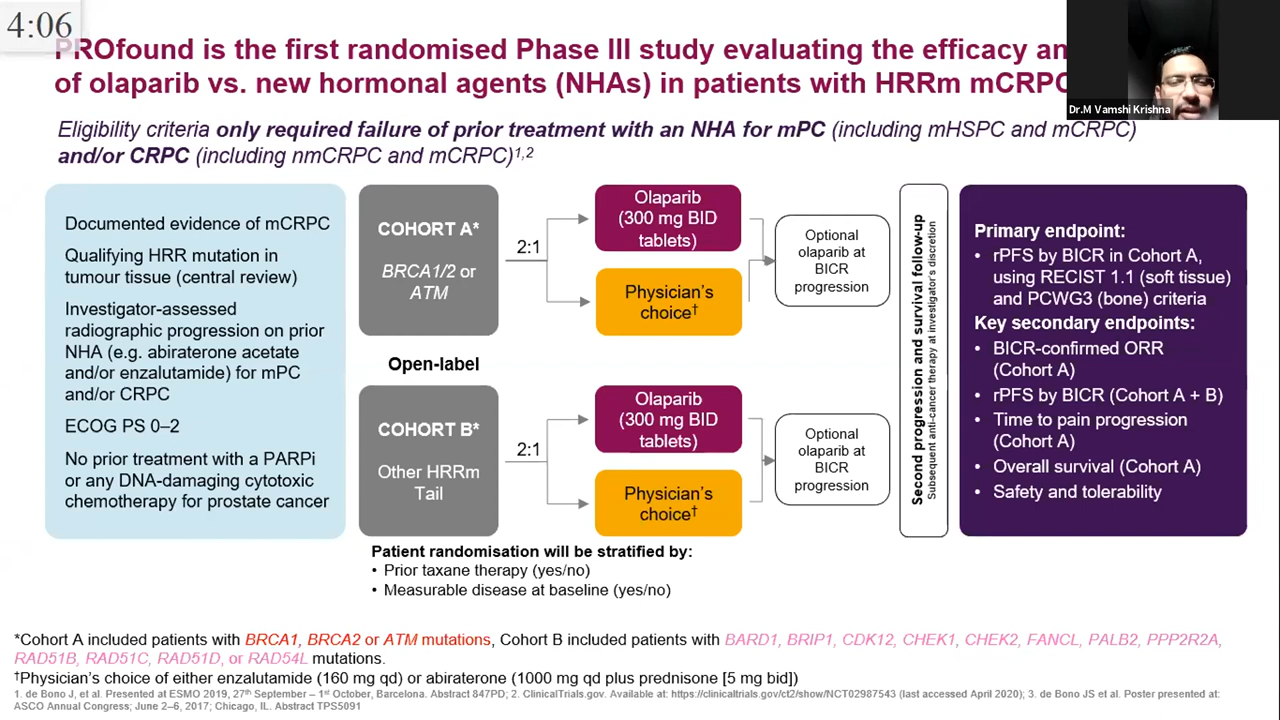 4:06
PROfound is the first randomised Phase III study evaluating the efficacy an
of olaparib vs. new hormonal agents (NHAs) in patients with HRRm mCRPC
Dr.M Vamshi Krishna
Eligibility criteria only required failure of prior treatment with an NHA for mPC (including mHSPC and mCRPC)
and/or CRPC (including nmCRPC and mCRPC)1,2
Documented evidence of mCRPC
Qualifying HRR mutation in
tumour tissue (central review)
Investigator-assessed
radiographic progression on prior
NHA (e.g. abiraterone acetate
and/or enzalutamide) for mPC
and/or CRPC
ECOG PS 0–2
No prior treatment with a PARPi
or any DNA-damaging cytotoxic
chemotherapy for prostate cancer
COHORT A*
BRCA1/2 or
ATM
2:1
Olaparib
(300 mg BID
tablets)
Physician's
choice†
Optional
olaparib at
BICR
progression
Open-label
COHORT B*
Other HRRm
Tail
2:1
Olaparib
(300 mg BID
tablets)
Physician's
choice†
Optional
olaparib at
BICR
progression
Second progression and survival follow-up
Subsequent anti-cancer therapy at investigator's discretion
Primary endpoint:
• rPFS by BICR in Cohort A,
using RECIST 1.1 (soft tissue)
and PCWG3 (bone) criteria
Key secondary endpoints:
• BICR-confirmed ORR
(Cohort A)
• rPFS by BICR (Cohort A + B)
• Time to pain progression
(Cohort A)
• Overall survival (Cohort A)
• Safety and tolerability
Patient randomisation will be stratified by:
• Prior taxane therapy (yes/no)
• Measurable disease at baseline (yes/no)
*Cohort A included patients with BRCA1, BRCA2 or ATM mutations, Cohort B included patients with BARD1, BRIP1, CDK12, CHEK1, CHEK2, FANCL, PALB2, PPP2R2A,
RAD51B, RAD51C, RAD51D, or RAD54L mutations.
†Physician's choice of either enzalutamide (160 mg qd) or abiraterone (1000 mg qd plus prednisone [5 mg bid])
1. de Bono J, et al. Presented at ESMO 2019, 27th September – 1st October, Barcelona. Abstract 847PD; 2. ClinicalTrials.gov. Available at: https://clinicaltrials.gov/ct2/show/NCT02987543 (last accessed April 2020); 3. de Bono JS et al. Poster presented at:
ASCO Annual Congress; June 2–6, 2017; Chicago, IL. Abstract TPS5091